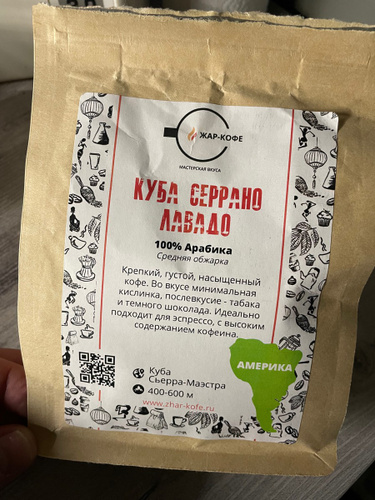 ЖАР-КОФЕ
МАСТЕРСКАЯ ВКУСА
КУБА СЕРРАНО
ЛАВАДО
100% Арабика
Средняя обжарка
Крепкий, густой, насыщенный
кофе. Во вкусе минимальная
кислинка, послевкусие - табака
и темного шоколада. Идеально
подходит для эспрессо, с высоким
содержанием кофеина.
АМЕРИКА
Куба
Сьерра-Маэстра
400-600 м
www.zhar-kofe.ru